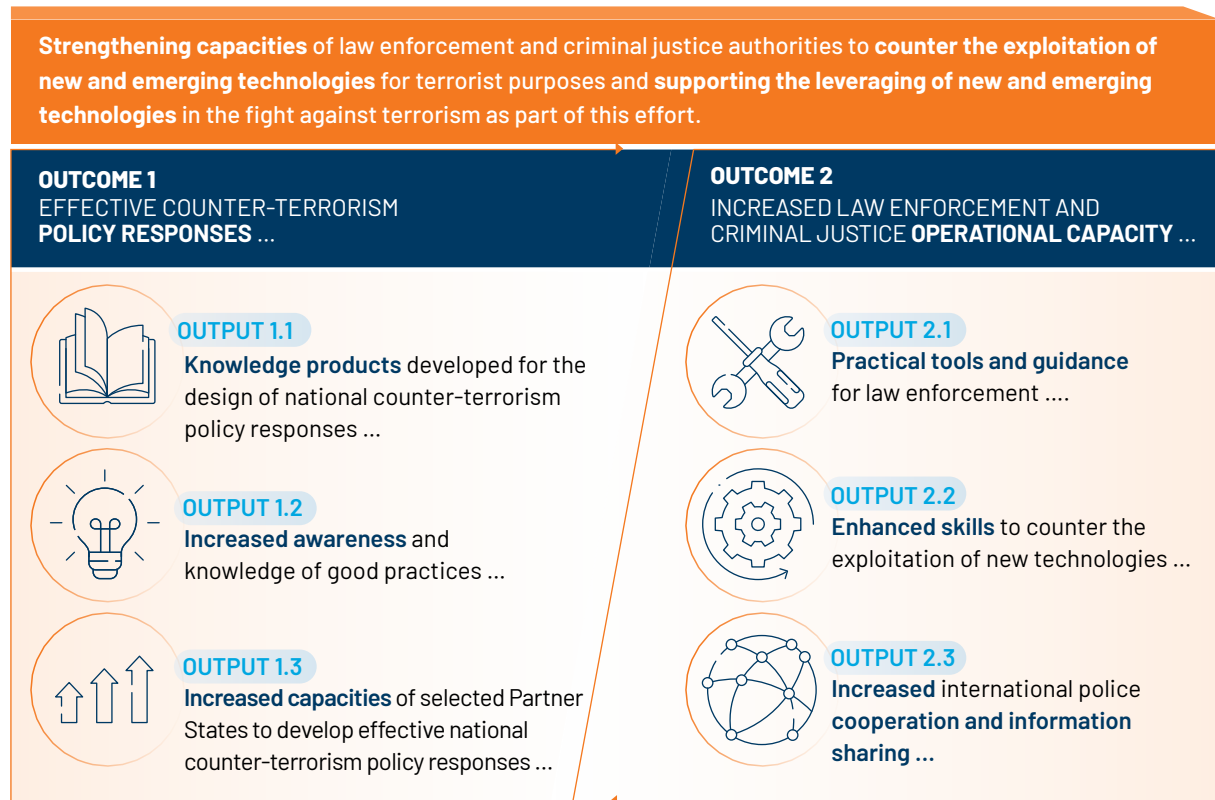 Strengthening capacities of law enforcement and criminal justice authorities to counter the exploitation of
new and emerging technologies for terrorist purposes and supporting the leveraging of new and emerging
technologies in the fight against terrorism as part of this effort.
OUTCOME 1
EFFECTIVE COUNTER-TERRORISM
POLICY RESPONSES ...
OUTPUT 1.1
Knowledge products developed for the
design of national counter-terrorism
policy responses ...
OUTPUT 1.2
Increased awareness and
knowledge of good practices ...
OUTPUT 1.3
Increased capacities of selected Partner
States to develop effective national
counter-terrorism policy responses ...
OUTCOME 2
INCREASED LAW ENFORCEMENT AND
CRIMINAL JUSTICE OPERATIONAL CAPACITY ...
OUTPUT 2.1
Practical tools and guidance
for law enforcement ....
OUTPUT 2.2
Enhanced skills to counter the
exploitation of new technologies ...
OUTPUT 2.3
Increased international police
cooperation and information
sharing ...